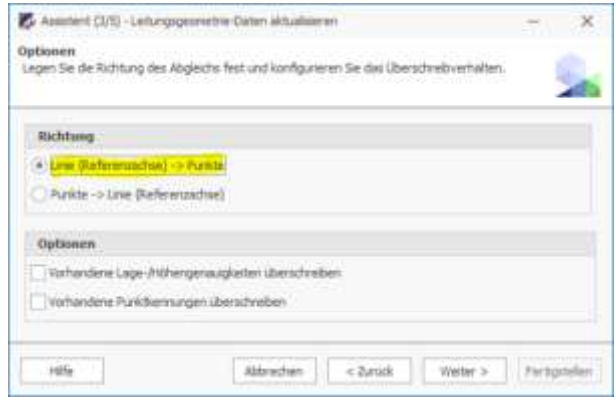 Assistent (3/5) - Leitungsgeometrie-Daten aktualisieren
Optionen
Legen Sie die Richtung des Abgleichs fest und konfigurieren Sie das Überschreibverhalten.
Richtung
Linie (Referenzachse) -> Punkte
Punkte -> Linie (Referenzachse)
Optionen
Vorhandene Lage-/Höhengenauigkeiten überschreiben
Vorhandene Punktkennungen überschreiben
Hilfe Abbrechen < Zurück Weiter > Fertigstellen